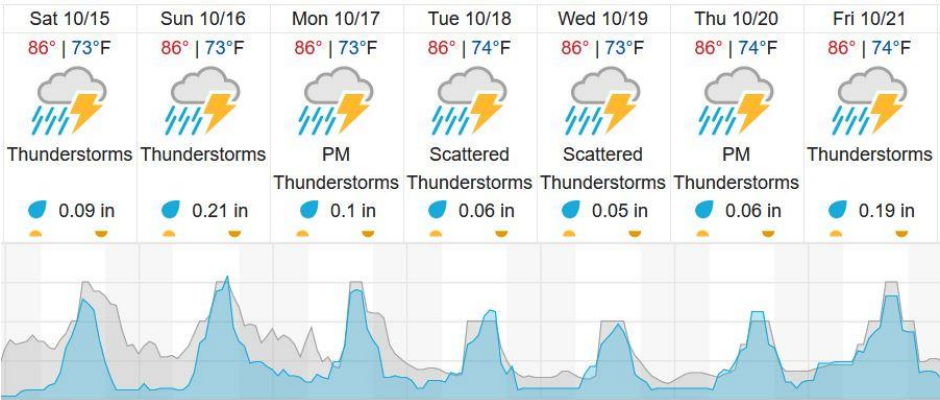 Sat 10/15 Sun 10/16 Mon 10/17 Tue 10/18 Wed 10/19 Thu 10/20 Fri 10/21
86° | 73°F 86° | 73°F 86° | 73°F 86° | 74°F 86° | 73°F 86° | 74°F 86° | 74°F
Thunderstorms Thunderstorms PM Scattered Scattered PM Thunderstorms
Thunderstorms Thunderstorms Thunderstorms Thunderstorms
0.09 in 0.21 in 0.1 in 0.06 in 0.05 in 0.06 in 0.19 in